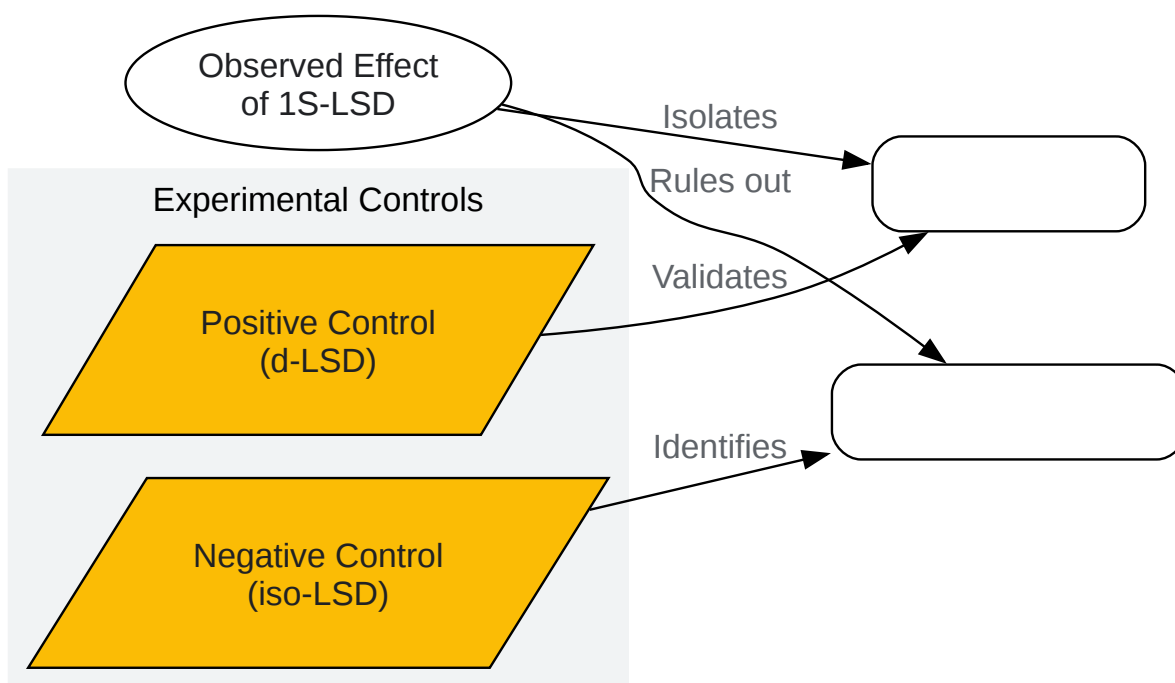 Observed Effect
of 1S-LSD
Isolates
Rules out
Experimental Controls
Validates
Positive Control
(d-LSD)
Identifies
Negative Control
(iso-LSD)